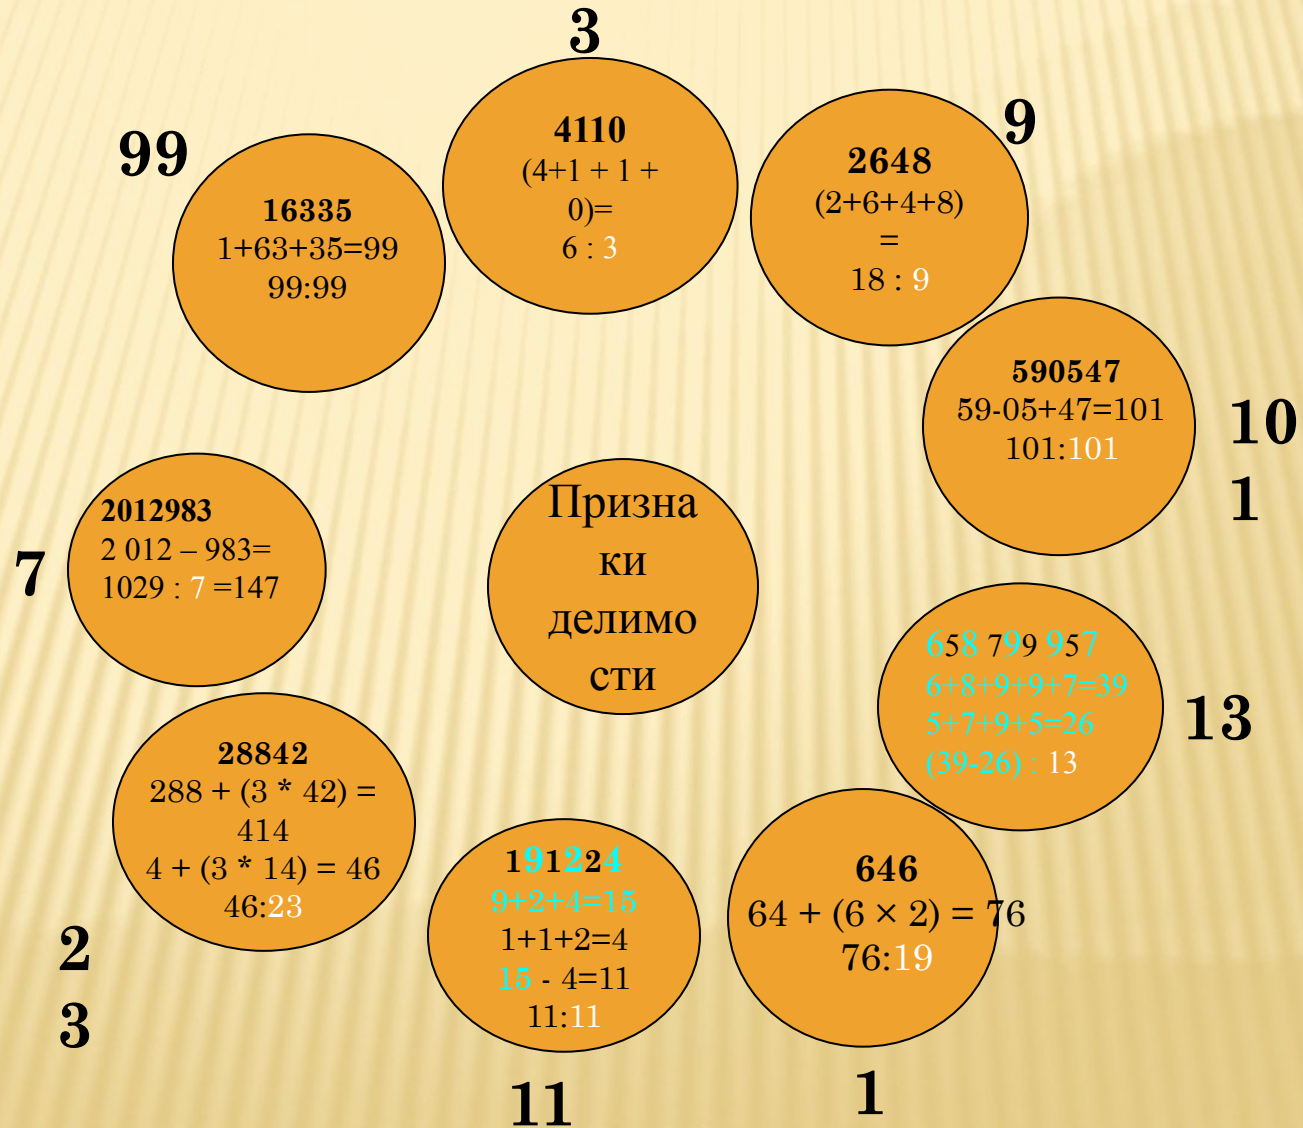 3
4110
(4+1 + 1 +
0)=
6 : 3
99
16335
1+63+35=99
99:99
9
2648
(2+6+4+8)
=
18 : 9
590547
59-05+47=101
101:101
10
1
7
2012983
2 012 – 983=
1029 : 7 =147
Призна
ки
делимо
сти
658 799 957
6+8+9+9+7=39
5+7+9+5=26
(39-26) : 13
13
28842
288 + (3 * 42) =
414
4 + (3 * 14) = 46
46:23
2
3
191224
9+2+4=15
1+1+2=4
15 - 4=11
11:11
11
646
64 + (6 × 2) = 76
76:19
1